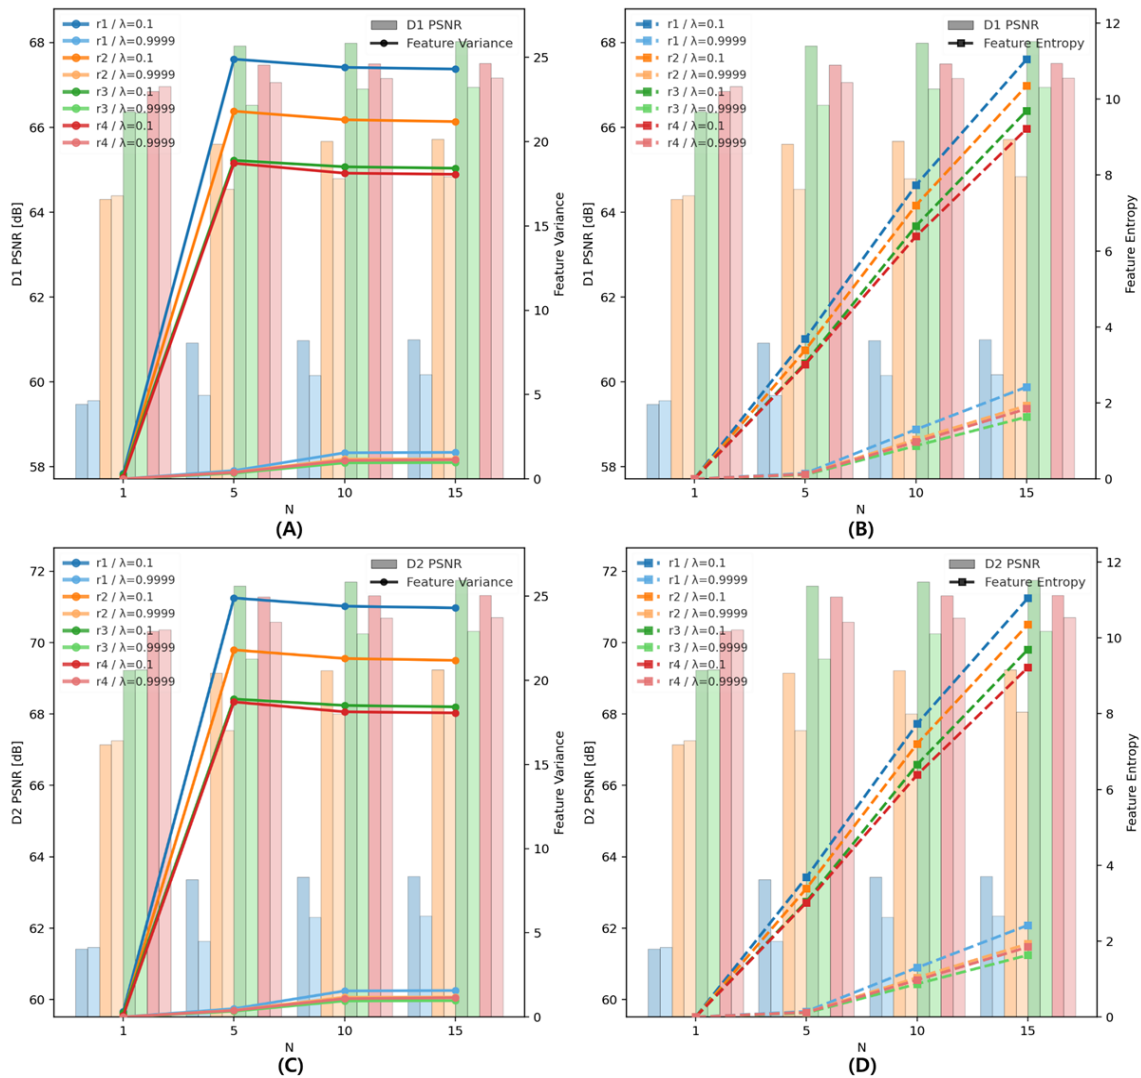 r1 / λ=0.1
r1 / λ=0.9999
r2 / λ=0.1
r2 / λ=0.9999
r3 / λ=0.1
r3 / λ=0.9999
r4 / λ=0.1
r4 / λ=0.9999
D1 PSNR
Feature Variance
68
66
64
62
60
58
D1 PSNR [dB]
25
20
15
10
5
0
Feature Variance
1 5 10 15
N
(A)
r1 / λ=0.1
r1 / λ=0.9999
r2 / λ=0.1
r2 / λ=0.9999
r3 / λ=0.1
r3 / λ=0.9999
r4 / λ=0.1
r4 / λ=0.9999
D1 PSNR
Feature Entropy
68
66
64
62
60
58
D1 PSNR [dB]
12
10
8
6
4
2
0
Feature Entropy
1 5 10 15
N
(B)
r1 / λ=0.1
r1 / λ=0.9999
r2 / λ=0.1
r2 / λ=0.9999
r3 / λ=0.1
r3 / λ=0.9999
r4 / λ=0.1
r4 / λ=0.9999
D2 PSNR
Feature Variance
72
70
68
66
64
62
60
D2 PSNR [dB]
25
20
15
10
5
0
Feature Variance
1 5 10 15
N
(C)
r1 / λ=0.1
r1 / λ=0.9999
r2 / λ=0.1
r2 / λ=0.9999
r3 / λ=0.1
r3 / λ=0.9999
r4 / λ=0.1
r4 / λ=0.9999
D2 PSNR
Feature Entropy
72
70
68
66
64
62
60
D2 PSNR [dB]
12
10
8
6
4
2
0
Feature Entropy
1 5 10 15
N
(D)